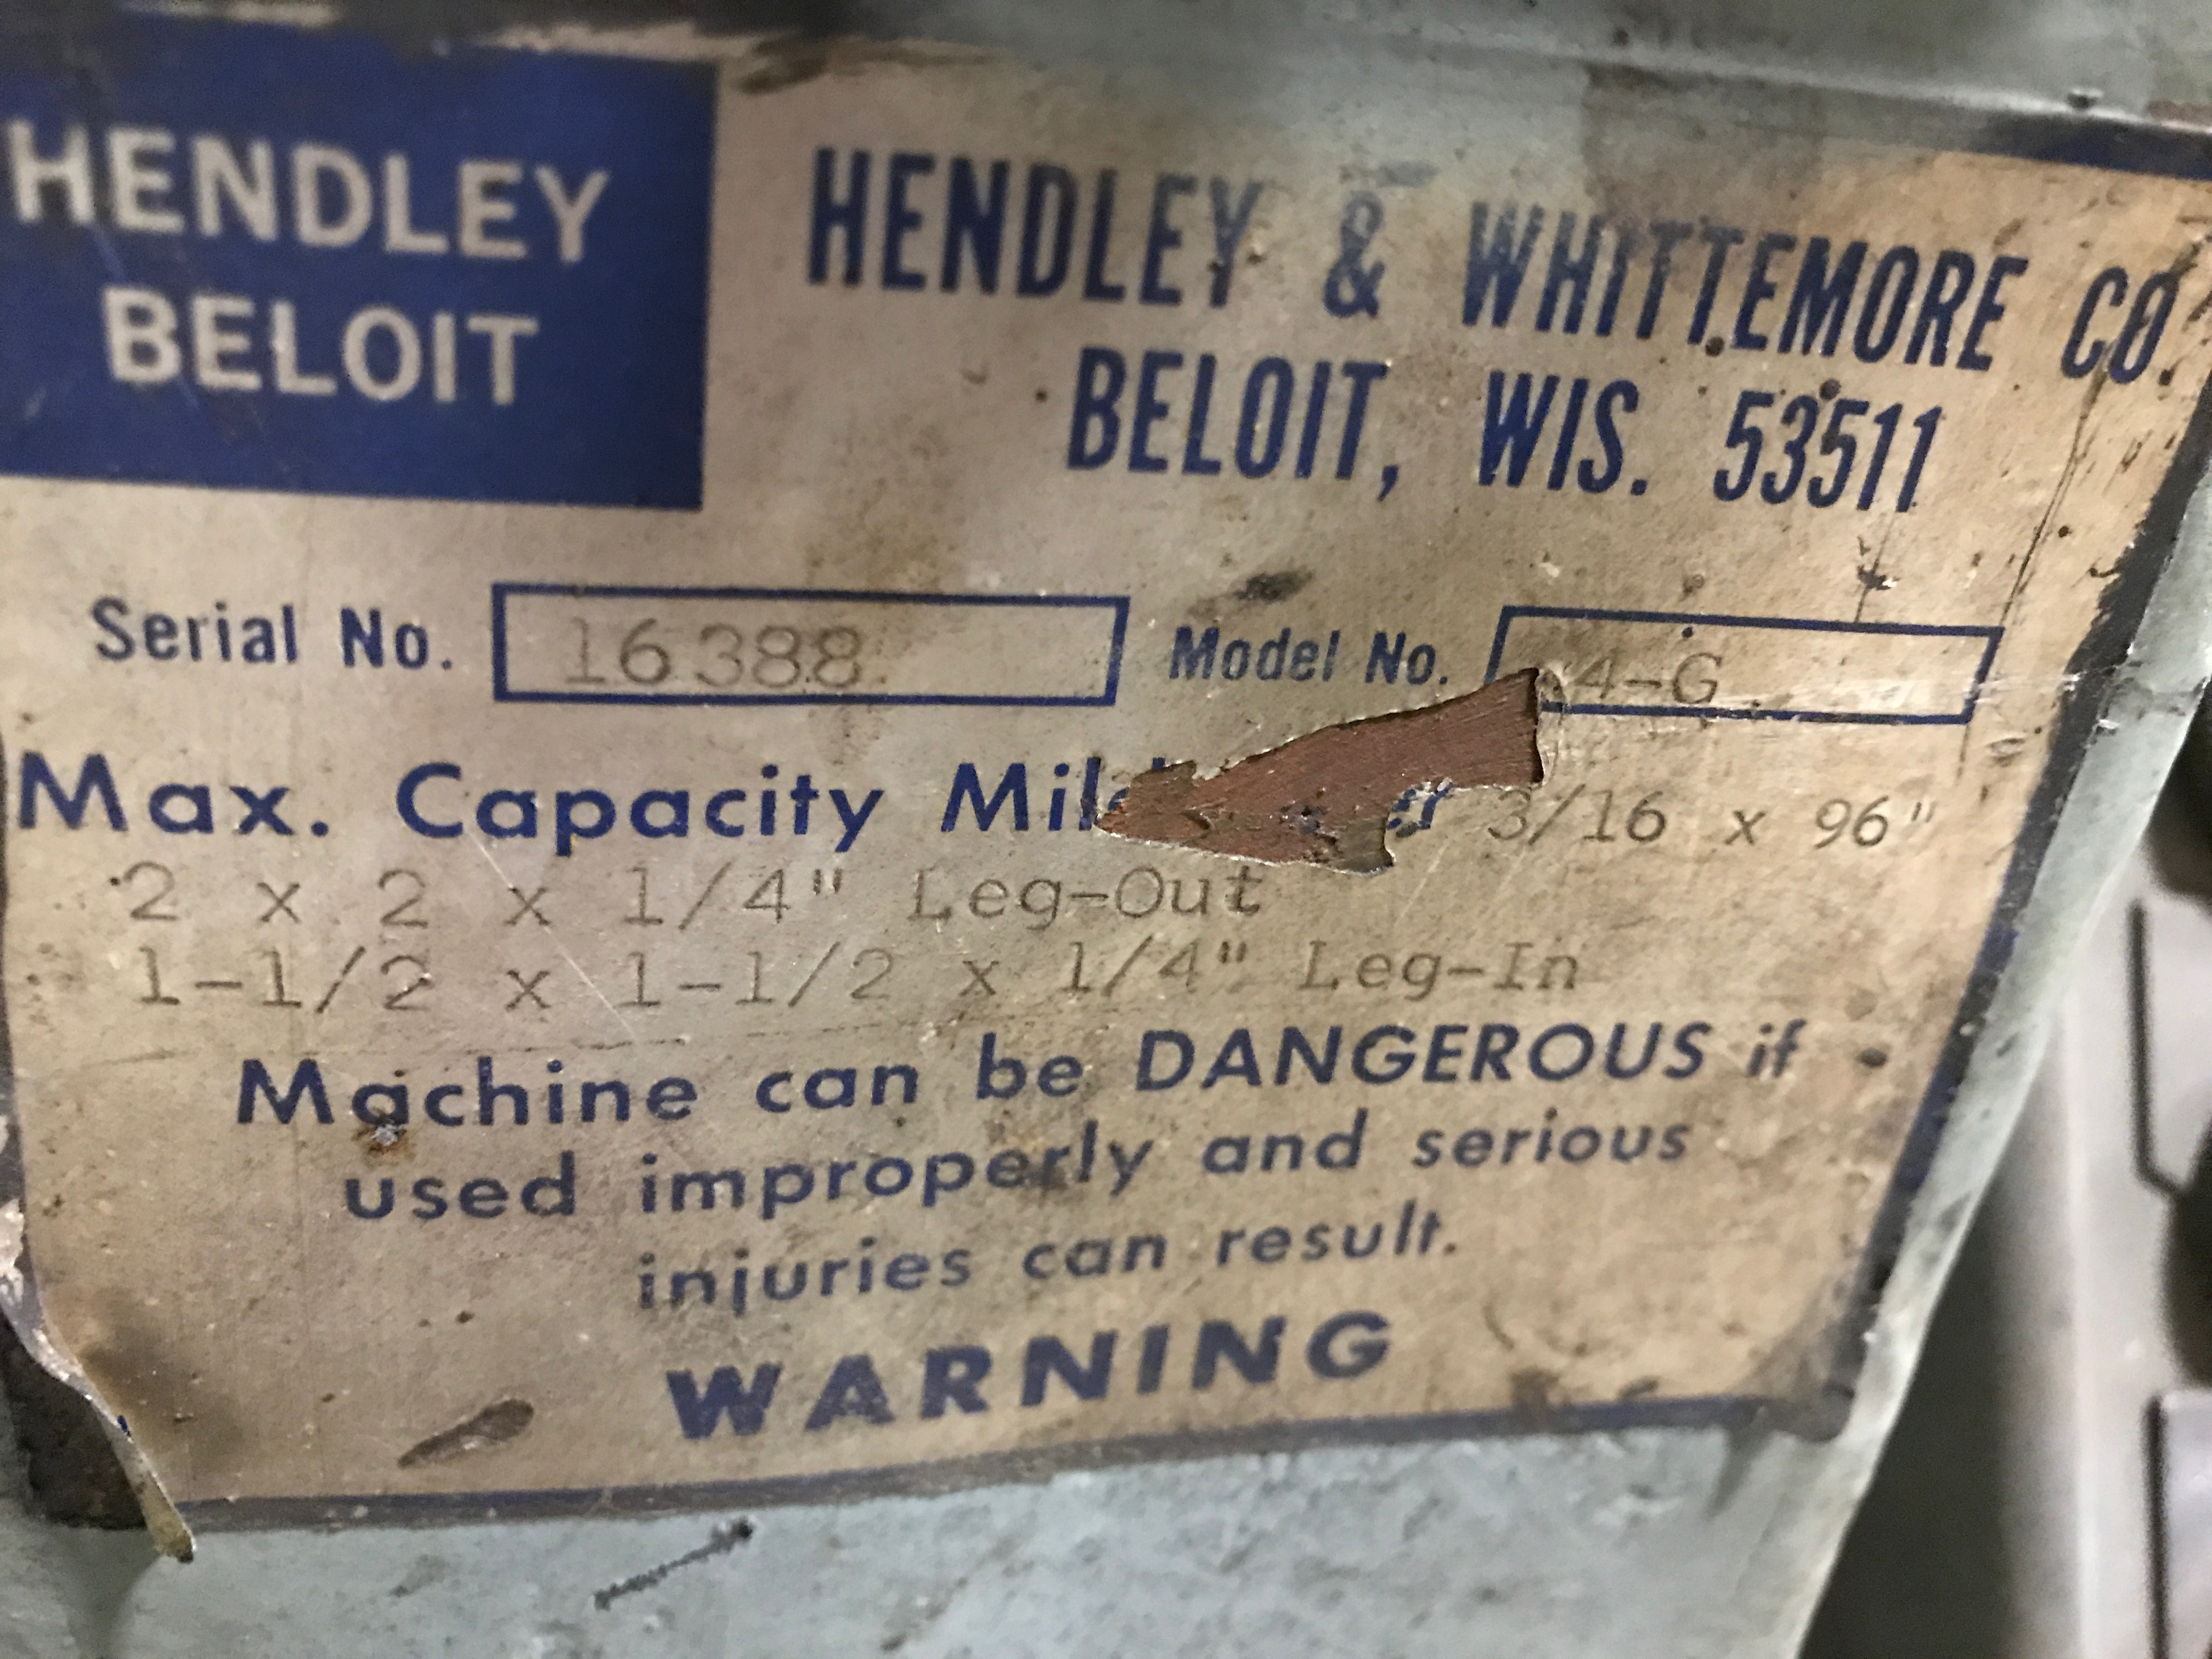 HENDLEY
BELOIT
HENDLEY & WHITTEMORE CO.
BELOIT, WIS. 53511
Serial No. 16388 Model No. 4-G
Max. Capacity 3/16 x 96"
2 x 2 x 1/4" Leg-Out
1-1/2 x 1-1/2 x 1/4" Leg-In
Machine can be DANGEROUS if
used improperly and serious
injuries can result.
WARNING